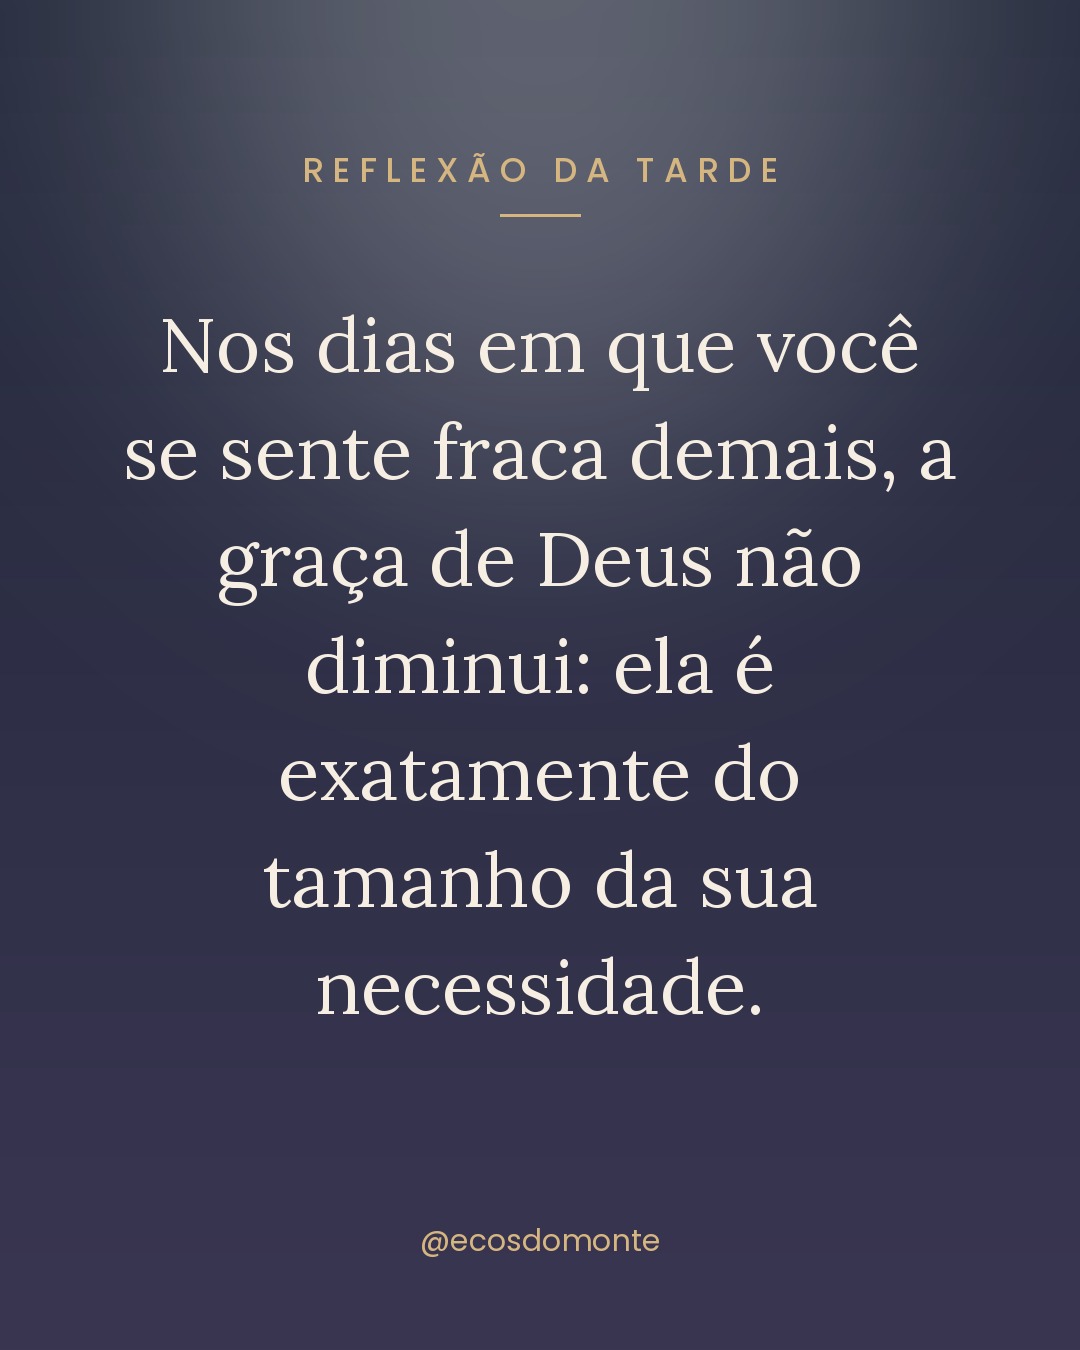 REFLEXÃO DA TARDE
Nos dias em que você
se sente fraca demais, a
graça de Deus não
diminui: ela é
exatamente do
tamanho da sua
necessidade.
@ecosdomonte